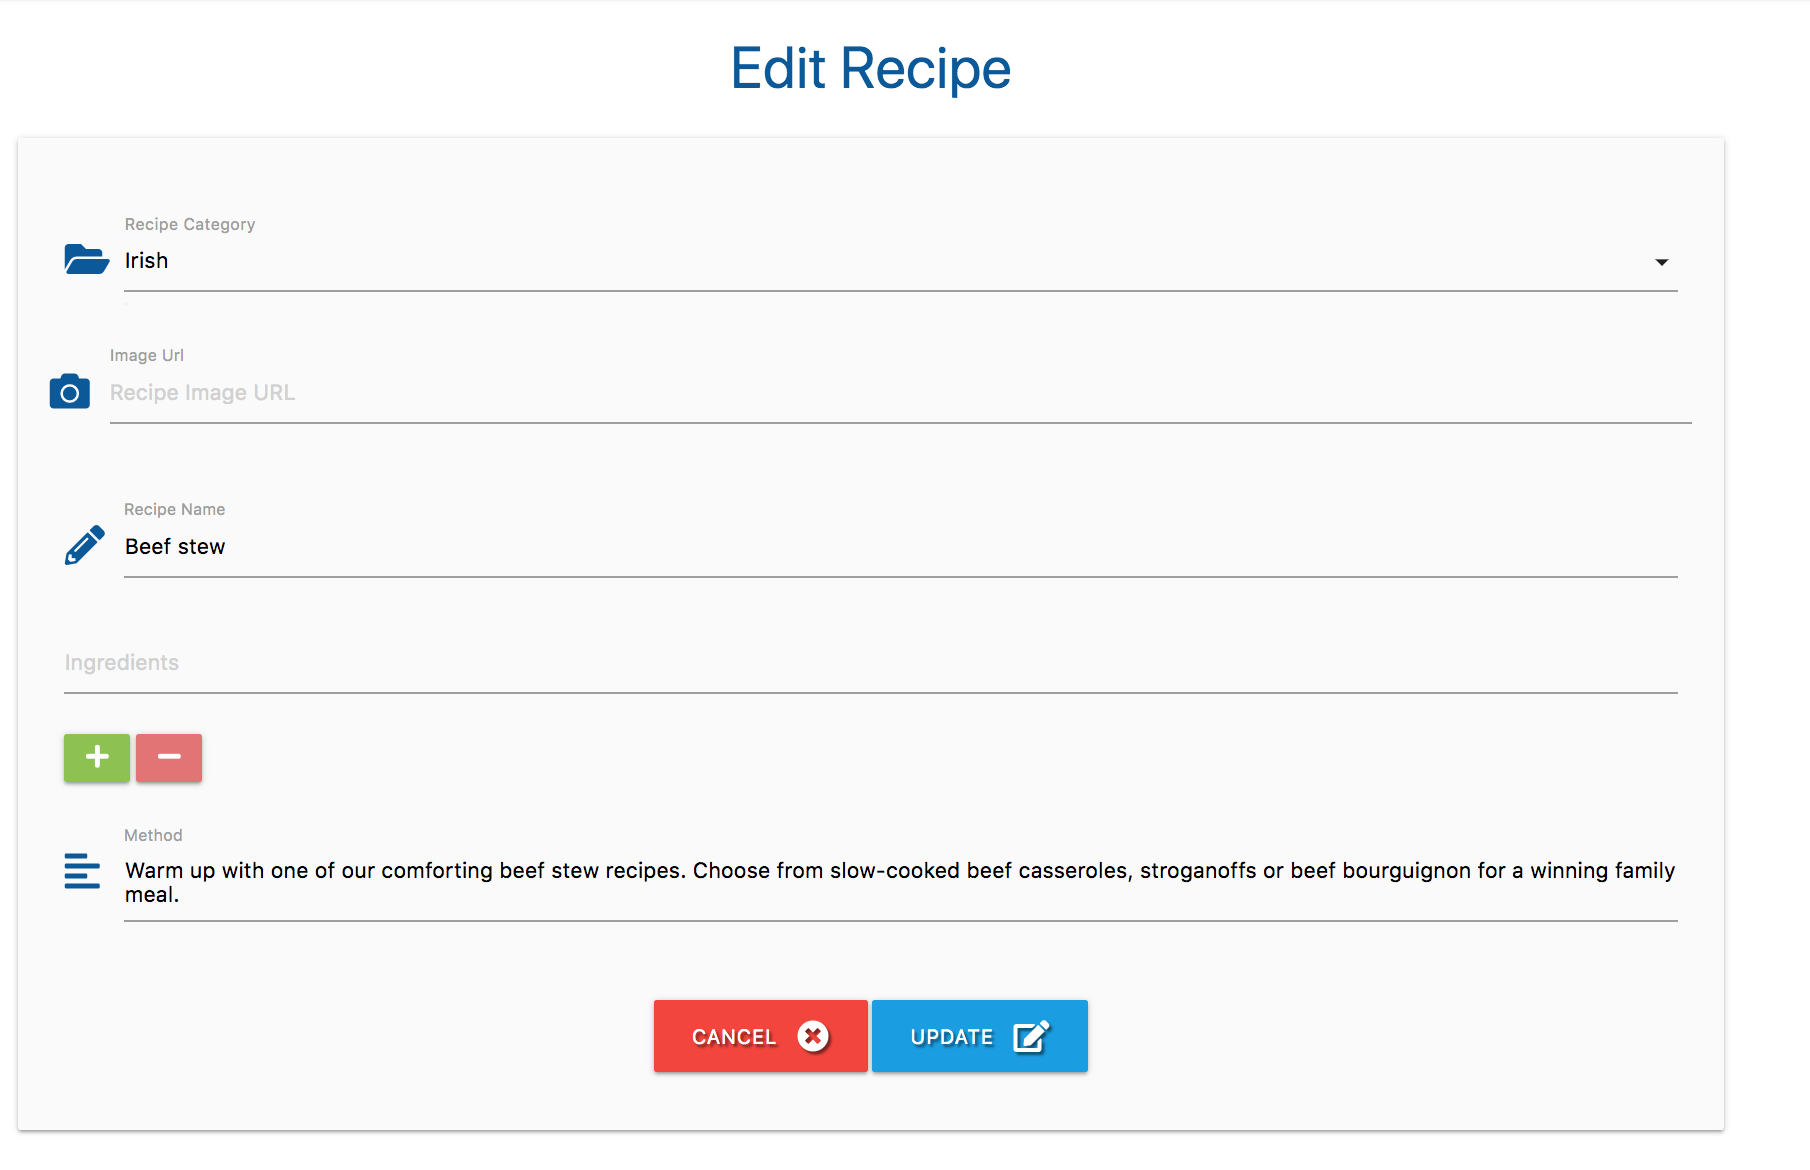 Edit Recipe
Recipe Category
Irish
Image Url
Recipe Image URL
Recipe Name
Beef stew
Ingredients
Method
Warm up with one of our comforting beef stew recipes. Choose from slow-cooked beef casseroles, stroganoffs or beef bourguignon for a winning family
meal.
CANCEL
UPDATE